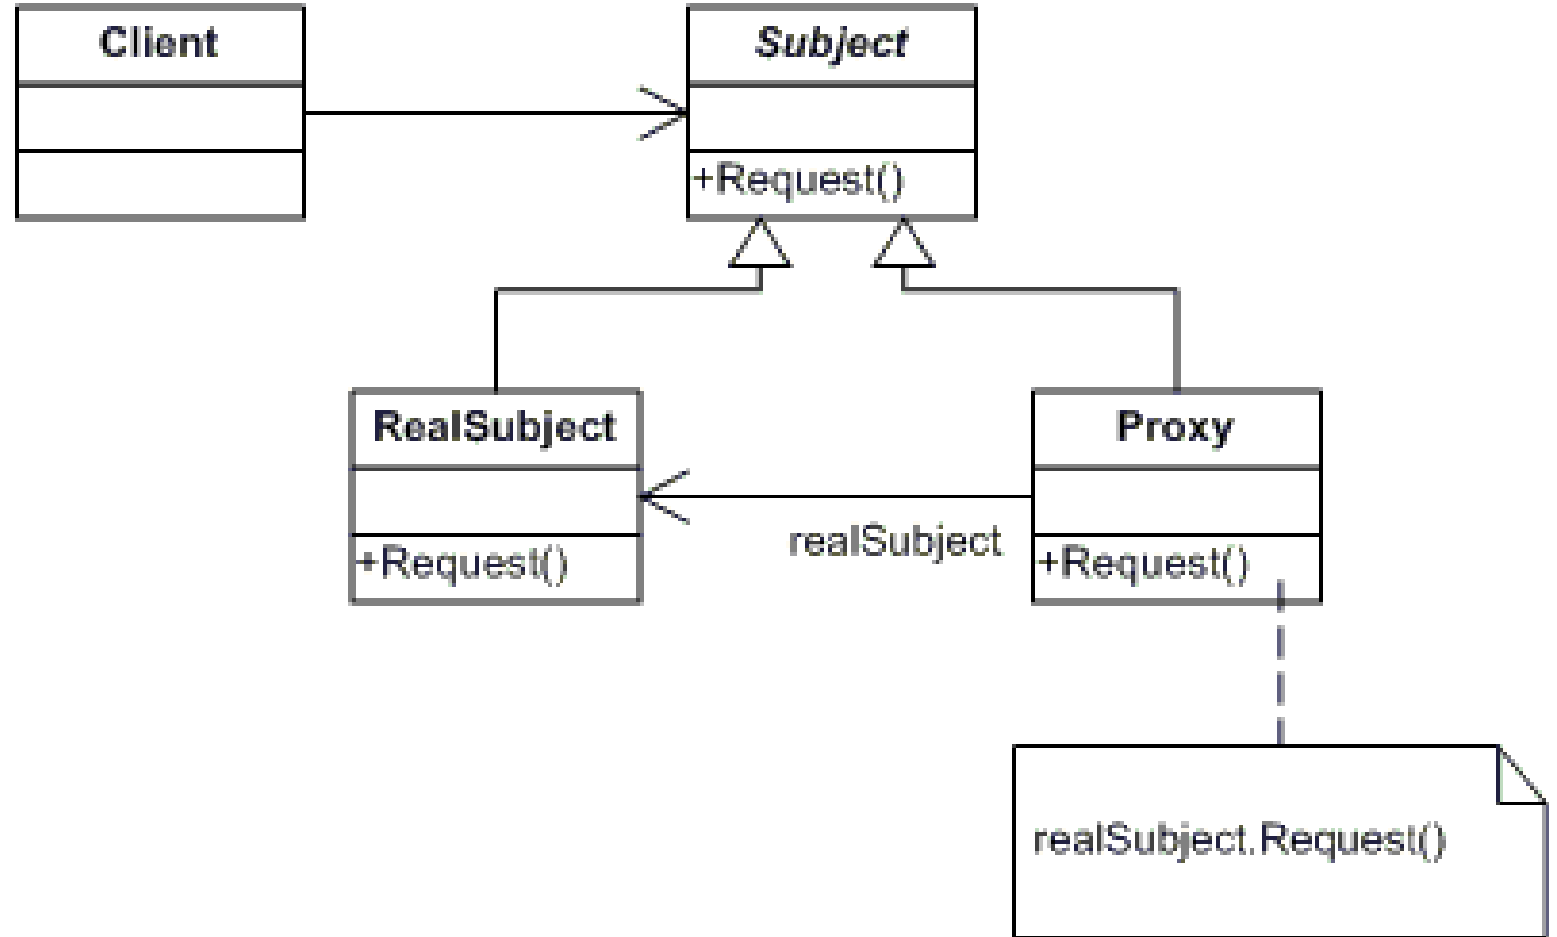 Client
Subject
+Request()
RealSubject
Proxy
realSubject
+Request()
+Request()
realSubject.Request()